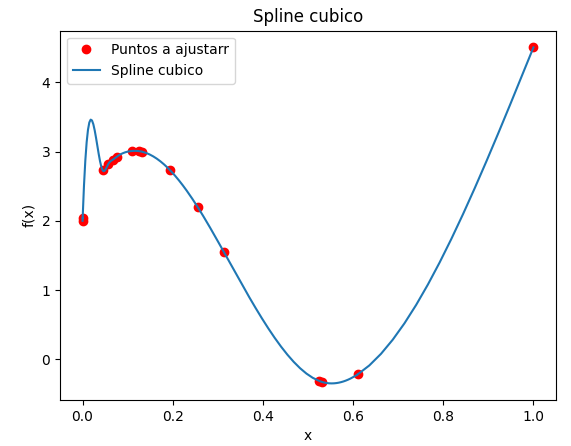 Spline cubico
Puntos a ajustarr
Spline cubico
f(x)
4
3
2
1
0
0.0
0.2
0.4
0.6
0.8
1.0
x